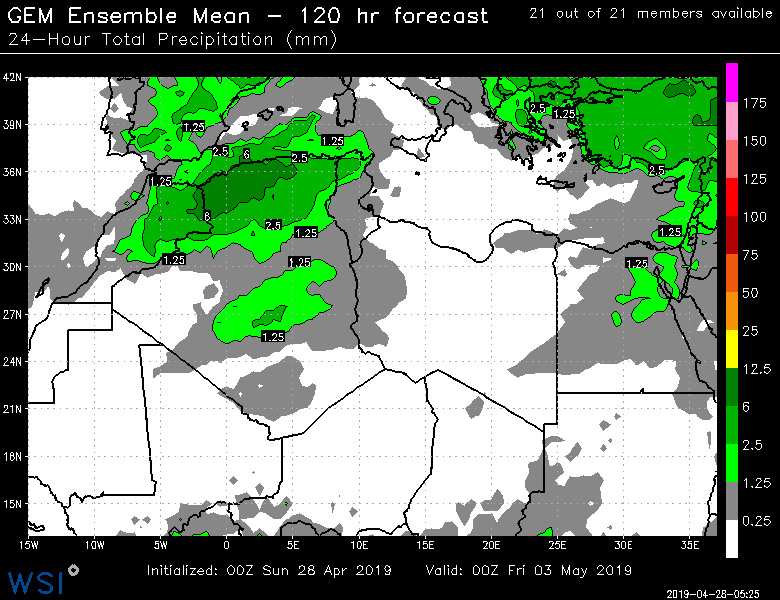 GEM Ensemble Mean – 120 hr forecast
21 out of 21 members available
24-Hour Total Precipitation (mm)
42N
39N
36N
33N
30N
27N
24N
21N
18N
15N
1.25
2.5
6
1.25
2.5
1.25
6
2.5
1.25
1.25
1.25
1.25
2.5
1.25
2.5
1.25
1.25
175
150
125
100
75
50
25
12.5
6
2.5
1.25
0.25
15W 10W 5W 0 5E 10E 15E 20E 25E 30E 35E
Initialized: 00Z Sun 28 Apr 2019 Valid: 00Z Fri 03 May 2019
WSI
2019-04-28-05:25